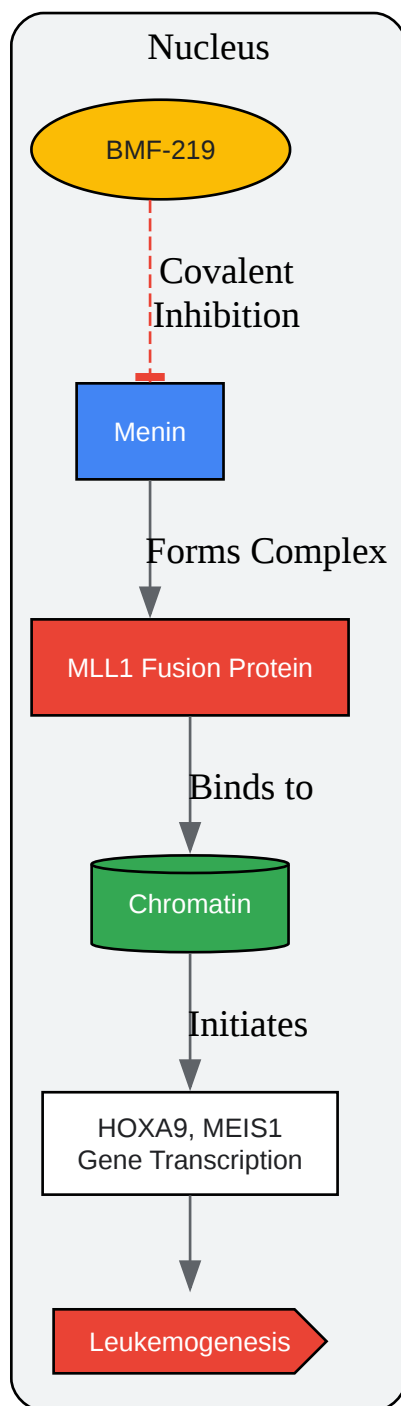 Nucleus
BMF-219
Covalent
Inhibition
Menin
Forms Complex
MLL1 Fusion Protein
Binds to
Chromatin
Initiates
HOXA9, MEIS1
Gene Transcription
Leukemogenesis